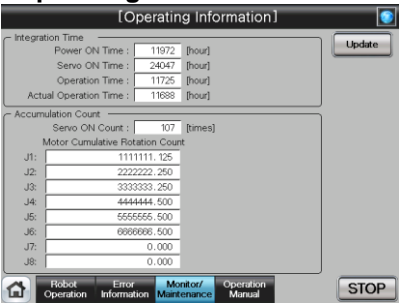 [Operating Information]
Integration Time
Update
Power ON Time : 11972 [hour]
Servo ON Time : 24047 [hour]
Operation Time : 11725 [hour]
Actual Operation Time : 11688 [hour]
Accumulation Count
Servo ON Count : 107 [times]
Motor Cumulative Rotation Count
J1: 1111111.125
J2: 2222222.250
J3: 3333333.250
J4: 4444444.500
J5: 5555555.500
J6: 6666666.500
J7: 0.000
J8: 0.000
Robot Operation
Error Information
Monitor/ Maintenance
Operation Manual
STOP